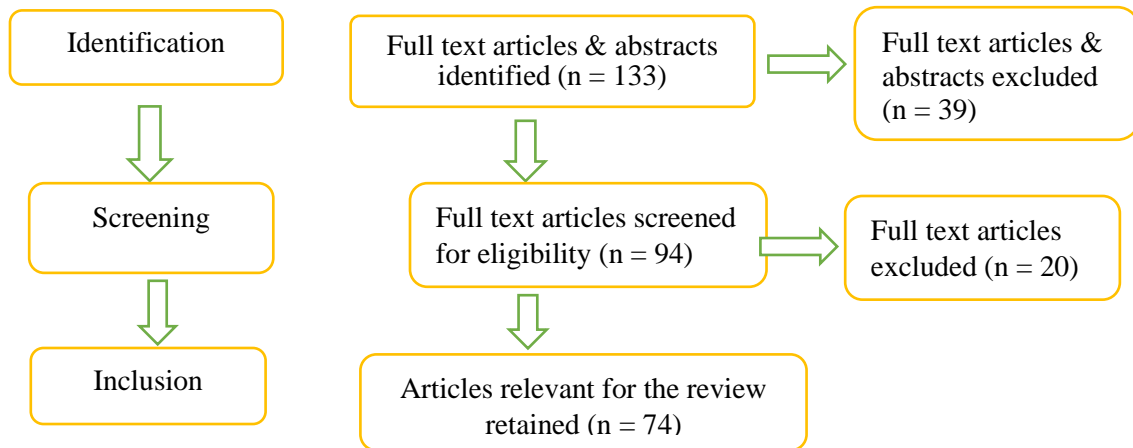 Identification
Full text articles & abstracts
identified (n = 133)
Full text articles &
abstracts excluded
(n = 39)
Screening
Full text articles screened
for eligibility (n = 94)
Full text articles
excluded (n = 20)
Inclusion
Articles relevant for the review
retained (n = 74)